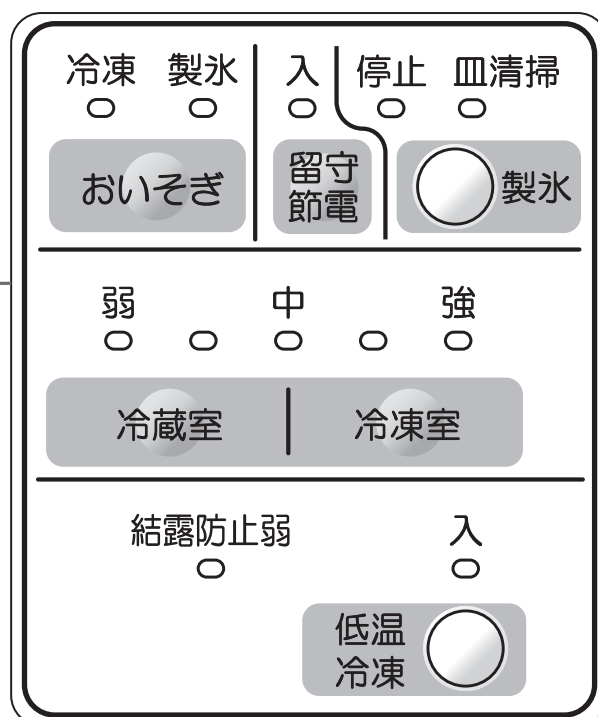 冷凍 製氷 入 停止 皿清掃
おいそぎ
留守
節電
製氷
弱 中 強
冷蔵室 冷凍室
結露防止弱 入
低温
冷凍